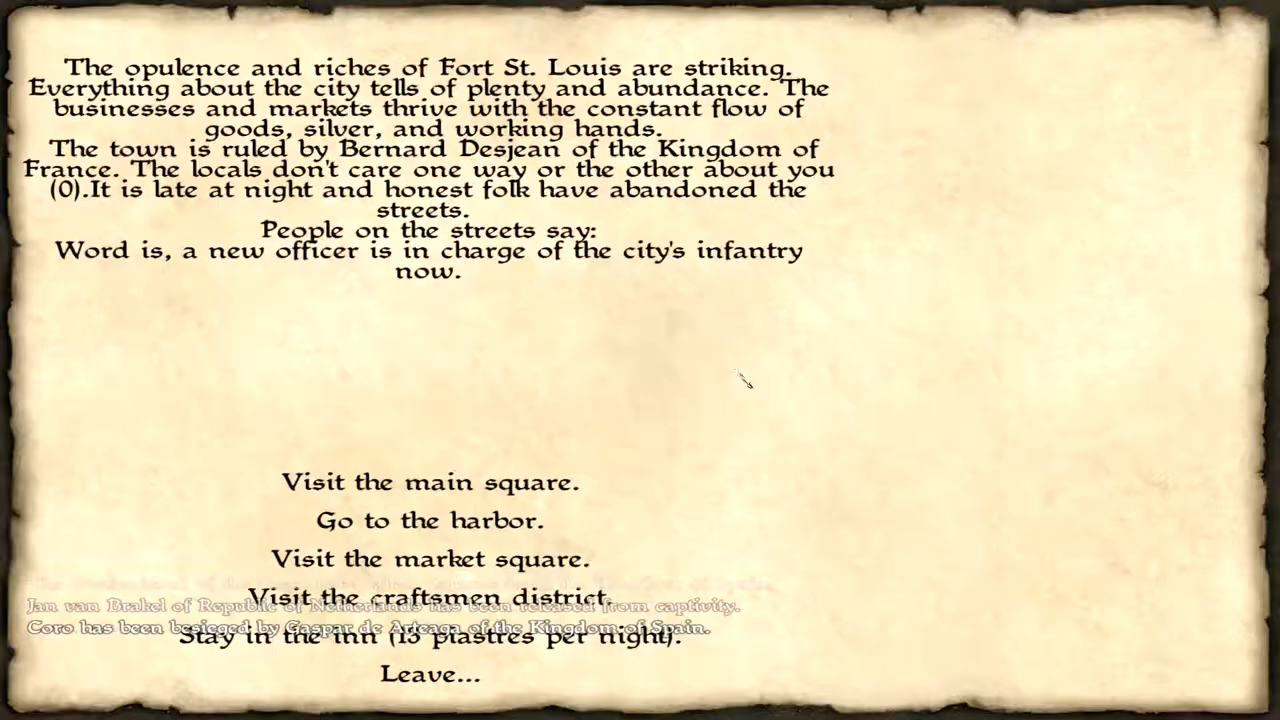 The opulence and riches of Fort St. Louis are striking.
Everything about the city tells of plenty and abundance. The
businesses and markets thrive with the constant flow of
goods, silver, and working hands.
The town is ruled by Bernard Desjean of the Kingdom of
France. The locals don't care one way or the other about you
(0).It is late at night and honest folk have abandoned the
streets.
People on the streets say:
Word is, a new officer is in charge of the city's infantry
now.
Visit the main square.
Go to the harbor.
Visit the market square.
Visit the craftsmen district.
Jan van Brakel of Republic of Netherlands has been released from captivity.
Coro has been besieged by Gaspar de Arteaga of the Kingdom of Spain.
Stay in the inn (13 piastres per night).
Leave...